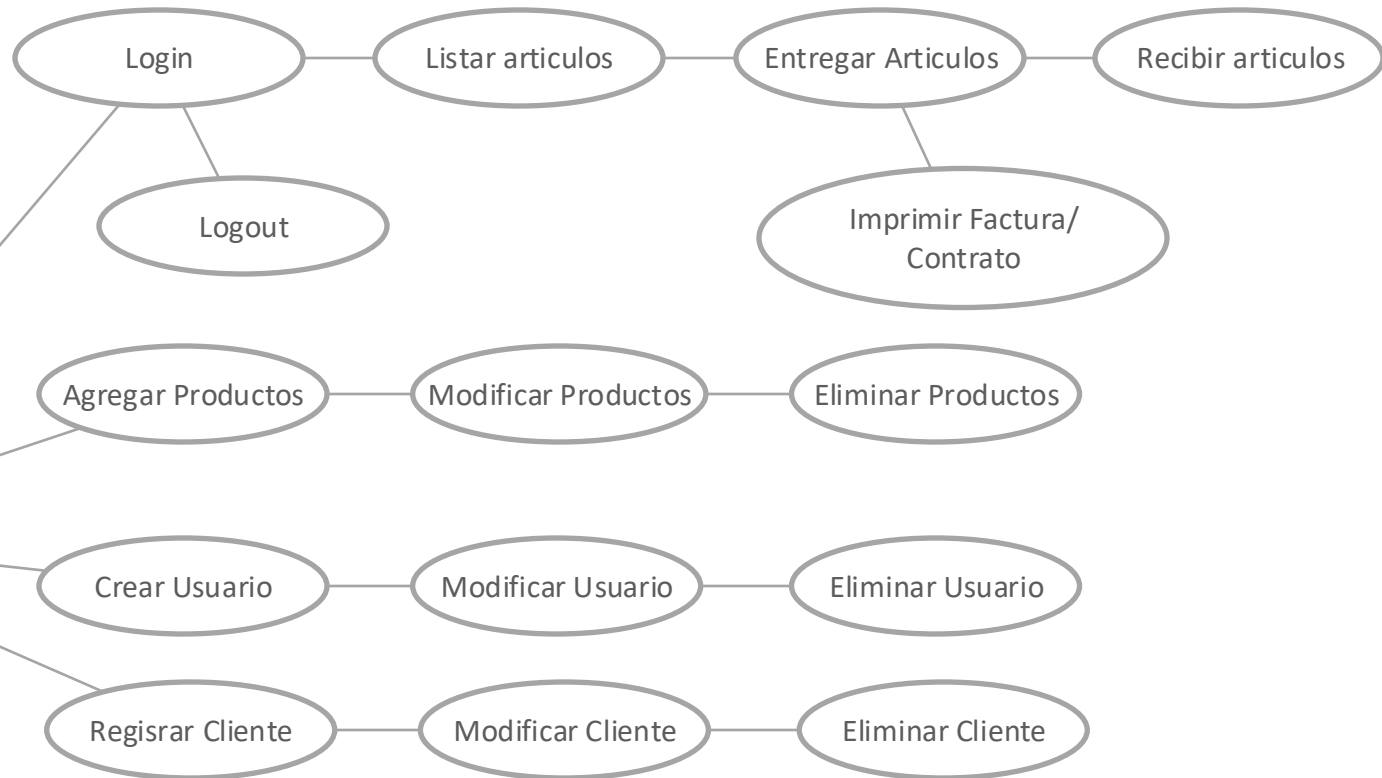 Login
Listar articulos
Entregar Articulos
Recibir articulos
Logout
Imprimir Factura/
Contrato
Agregar Productos
Modificar Productos
Eliminar Productos
Crear Usuario
Modificar Usuario
Eliminar Usuario
Regisrar Cliente
Modificar Cliente
Eliminar Cliente